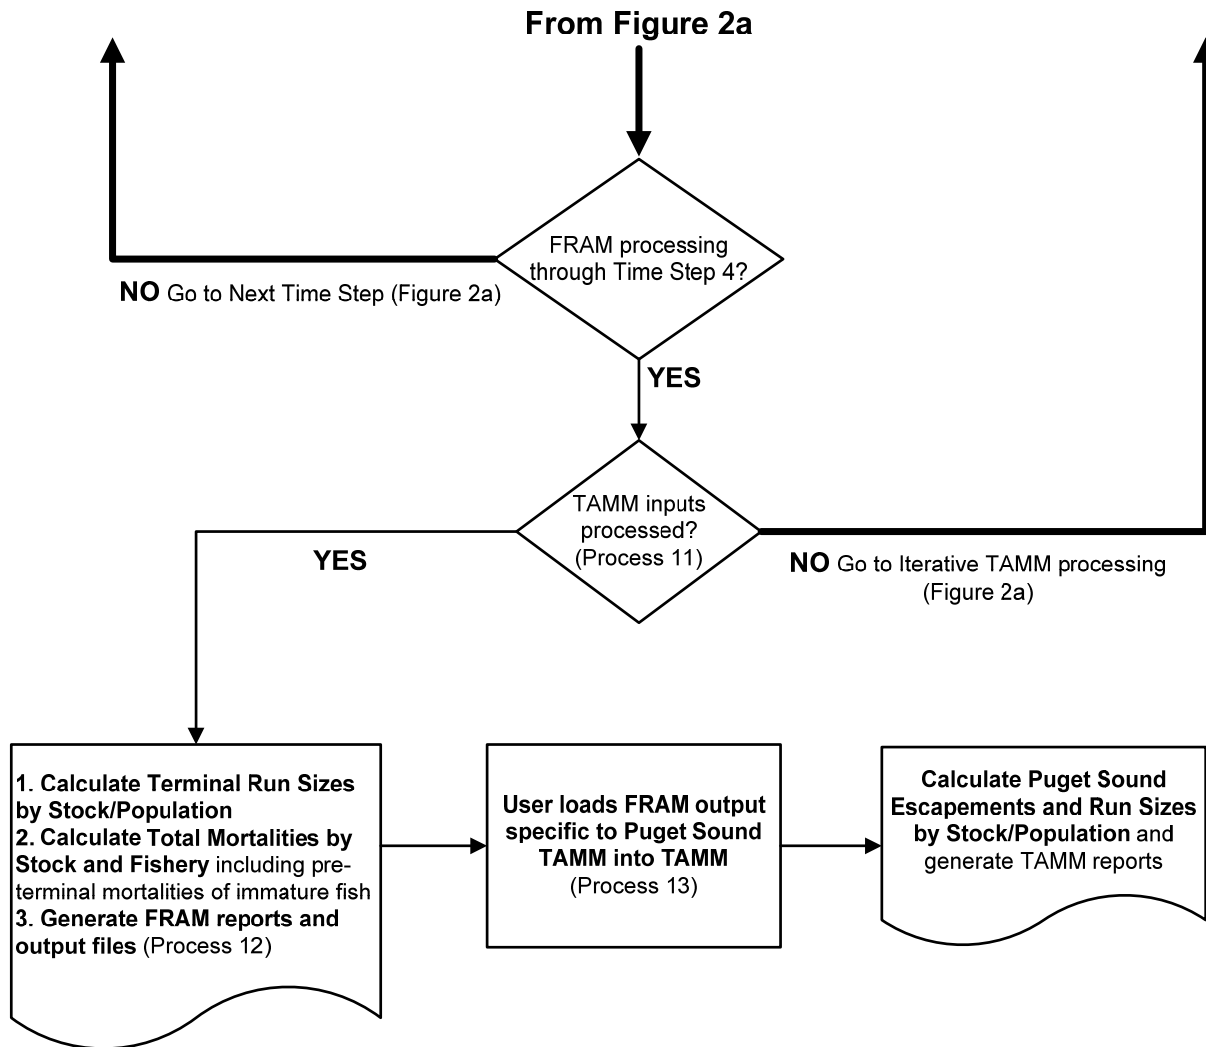 From Figure 2a
FRAM processing
through Time Step 4?
NO Go to Next Time Step (Figure 2a)
YES
TAMM inputs
processed?
(Process 11)
YES
NO Go to Iterative TAMM processing
(Figure 2a)
1. Calculate Terminal Run Sizes
by Stock/Population
2. Calculate Total Mortalities by
Stock and Fishery including pre-
terminal mortalities of immature fish
3. Generate FRAM reports and
output files (Process 12)
User loads FRAM output
specific to Puget Sound
TAMM into TAMM
(Process 13)
Calculate Puget Sound
Escapements and Run Sizes
by Stock/Population and
generate TAMM reports